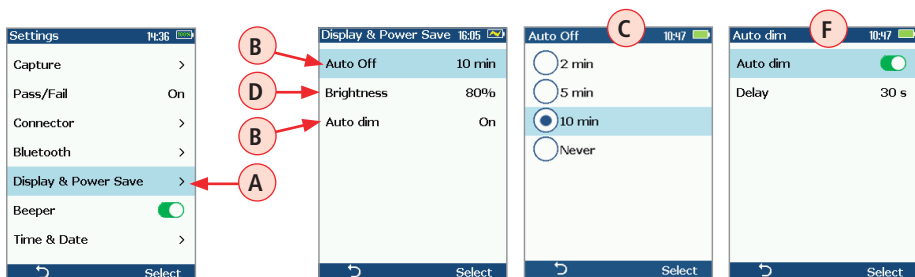 Settings 14:36 100%
Capture >
Pass/Fail On
Connector >
Bluetooth >
Display & Power Save >
Beeper
Time & Date >
Select
A
B
D
B
Display & Power Save 16:05
Auto Off 10 min
Brightness 80%
Auto dim On
Select
C
Auto Off 10:47
2 min
5 min
10 min
Never
Select
F
Auto dim 10:47
Auto dim
Delay 30 s
Select